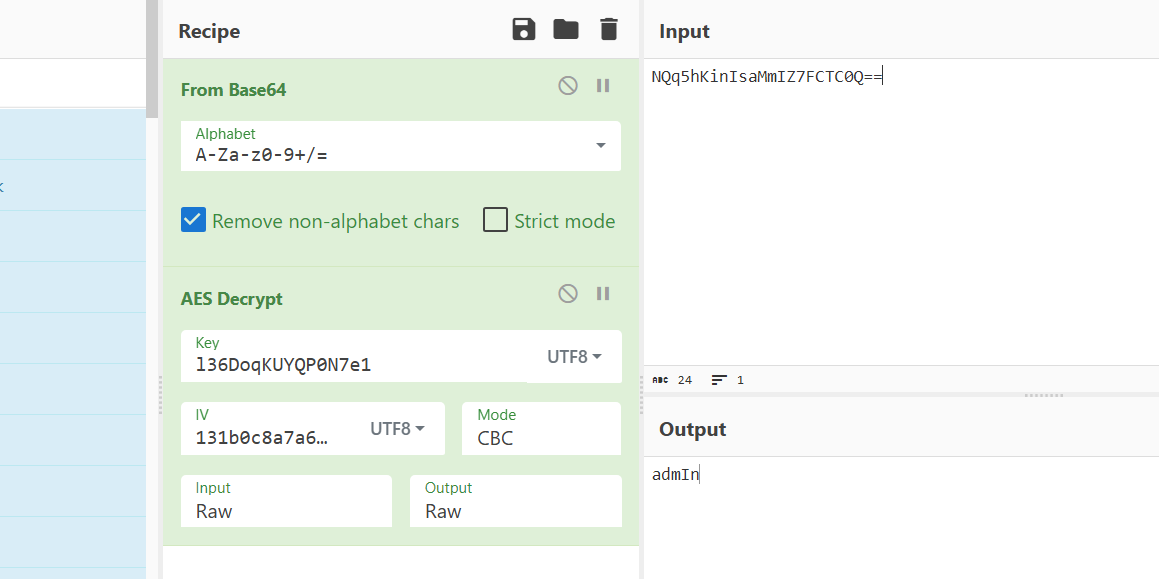 Recipe
From Base64
Alphabet
A-Za-z0-9+/=
Remove non-alphabet chars
Strict mode
AES Decrypt
Key
l36DoqKUYQP0N7e1
UTF8
IV
131b0c8a7a6…
UTF8
Mode
CBC
Input
Raw
Output
Raw
Input
NQq5hKinIsaMmIZ7FCTC0Q==
ABC 24
1
Output
admIn